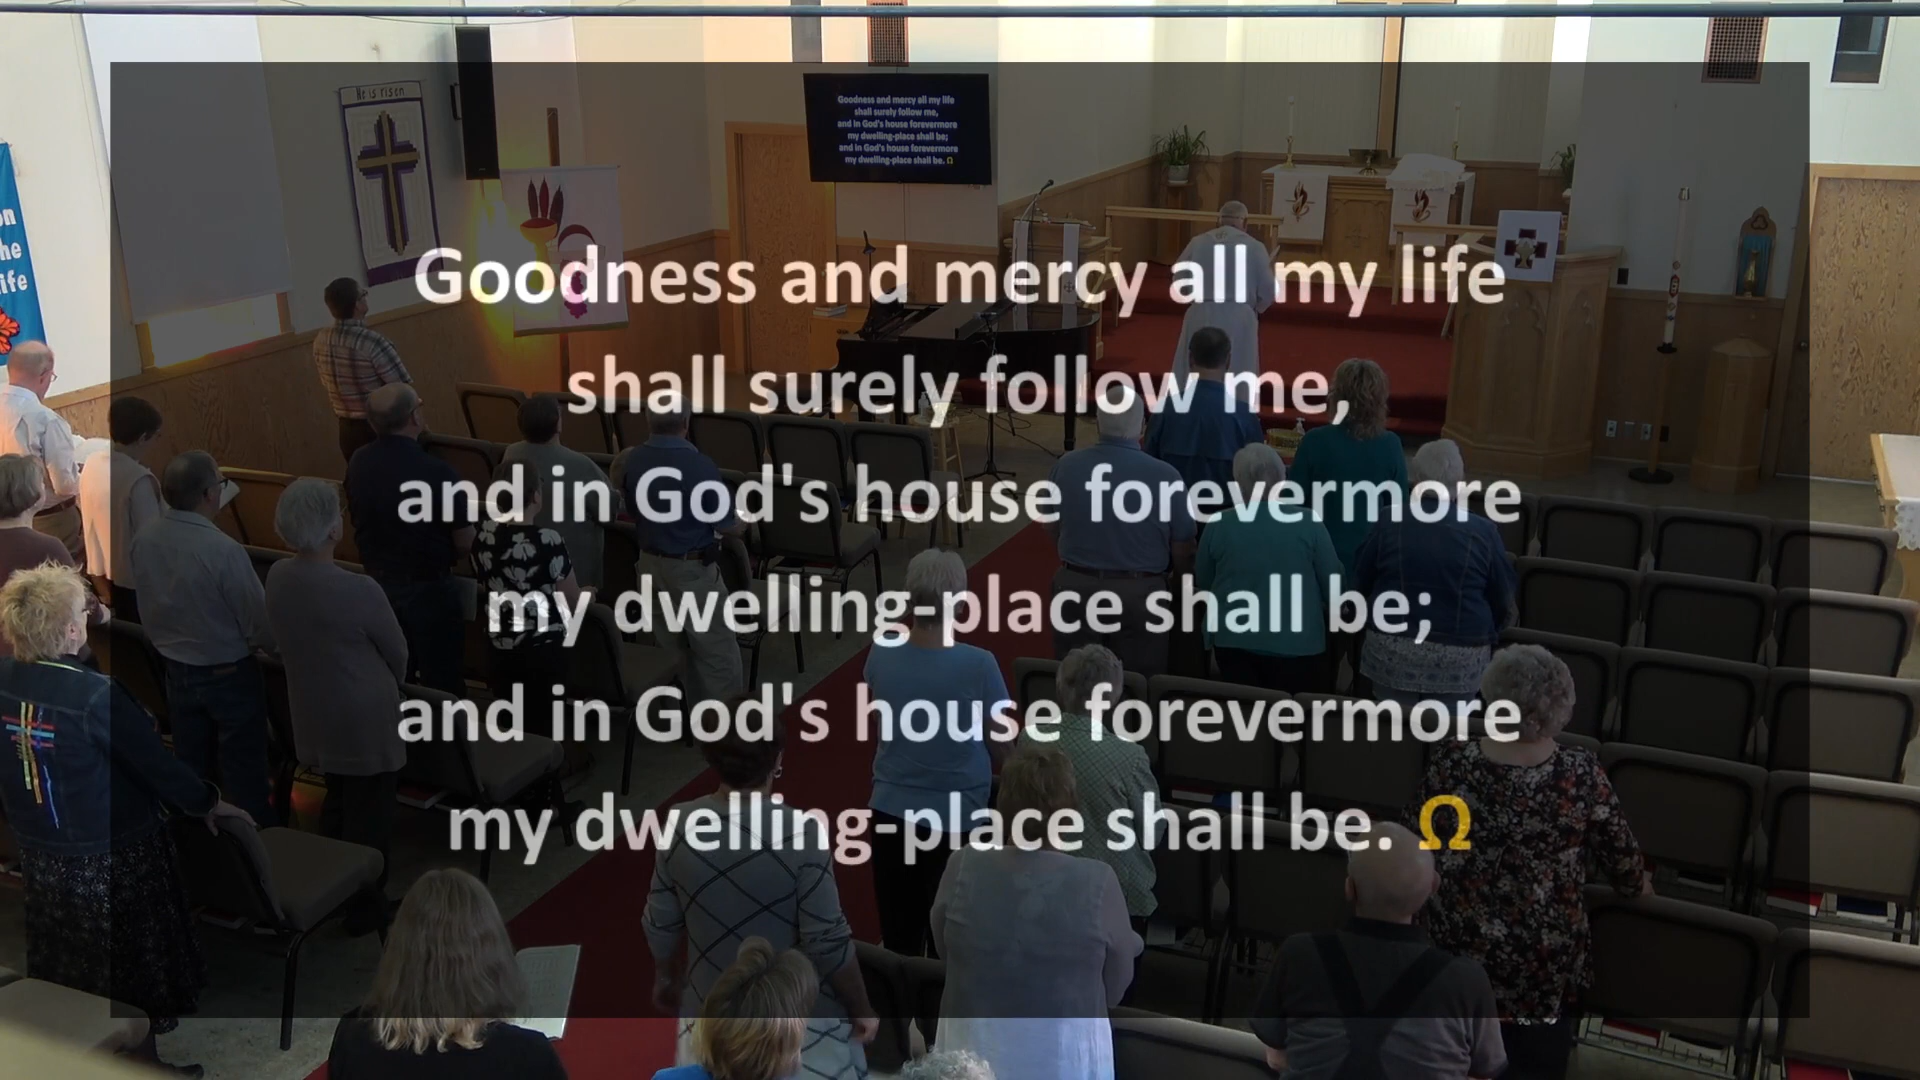 He is risen
Goodness and mercy all my life
shall surely follow me,
and in God's house forevermore
my dwelling-place shall be;
and in God's house forevermore
my dwelling-place shall be. Ω
on
he
ife
Goodness and mercy all my life
shall surely follow me,
and in God's house forevermore
my dwelling-place shall be;
and in God's house forevermore
my dwelling-place shall be. Ω